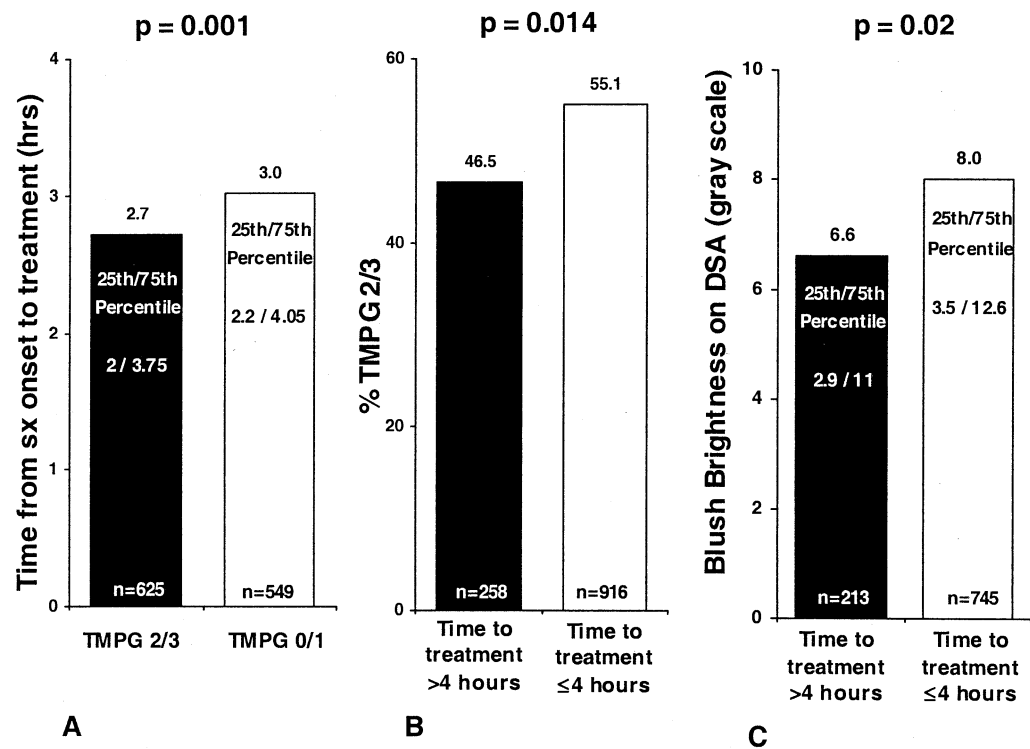 p = 0.001
Time from sx onset to treatment (hrs)
4
3
2
1
0
2.7
25th/75th
Percentile
2 / 3.75
n=625
3.0
25th/75th
Percentile
2.2 / 4.05
n=549
TMPG 2/3
TMPG 0/1
A
p = 0.014
% TMPG 2/3
60
40
20
0
46.5
n=258
55.1
n=916
Time to
treatment
>4 hours
Time to
treatment
≤4 hours
B
p = 0.02
Blush Brightness on DSA (gray scale)
10
8
6
4
2
0
6.6
25th/75th
Percentile
2.9 / 11
n=213
8.0
25th/75th
Percentile
3.5 / 12.6
n=745
Time to
treatment
>4 hours
Time to
treatment
≤4 hours
C